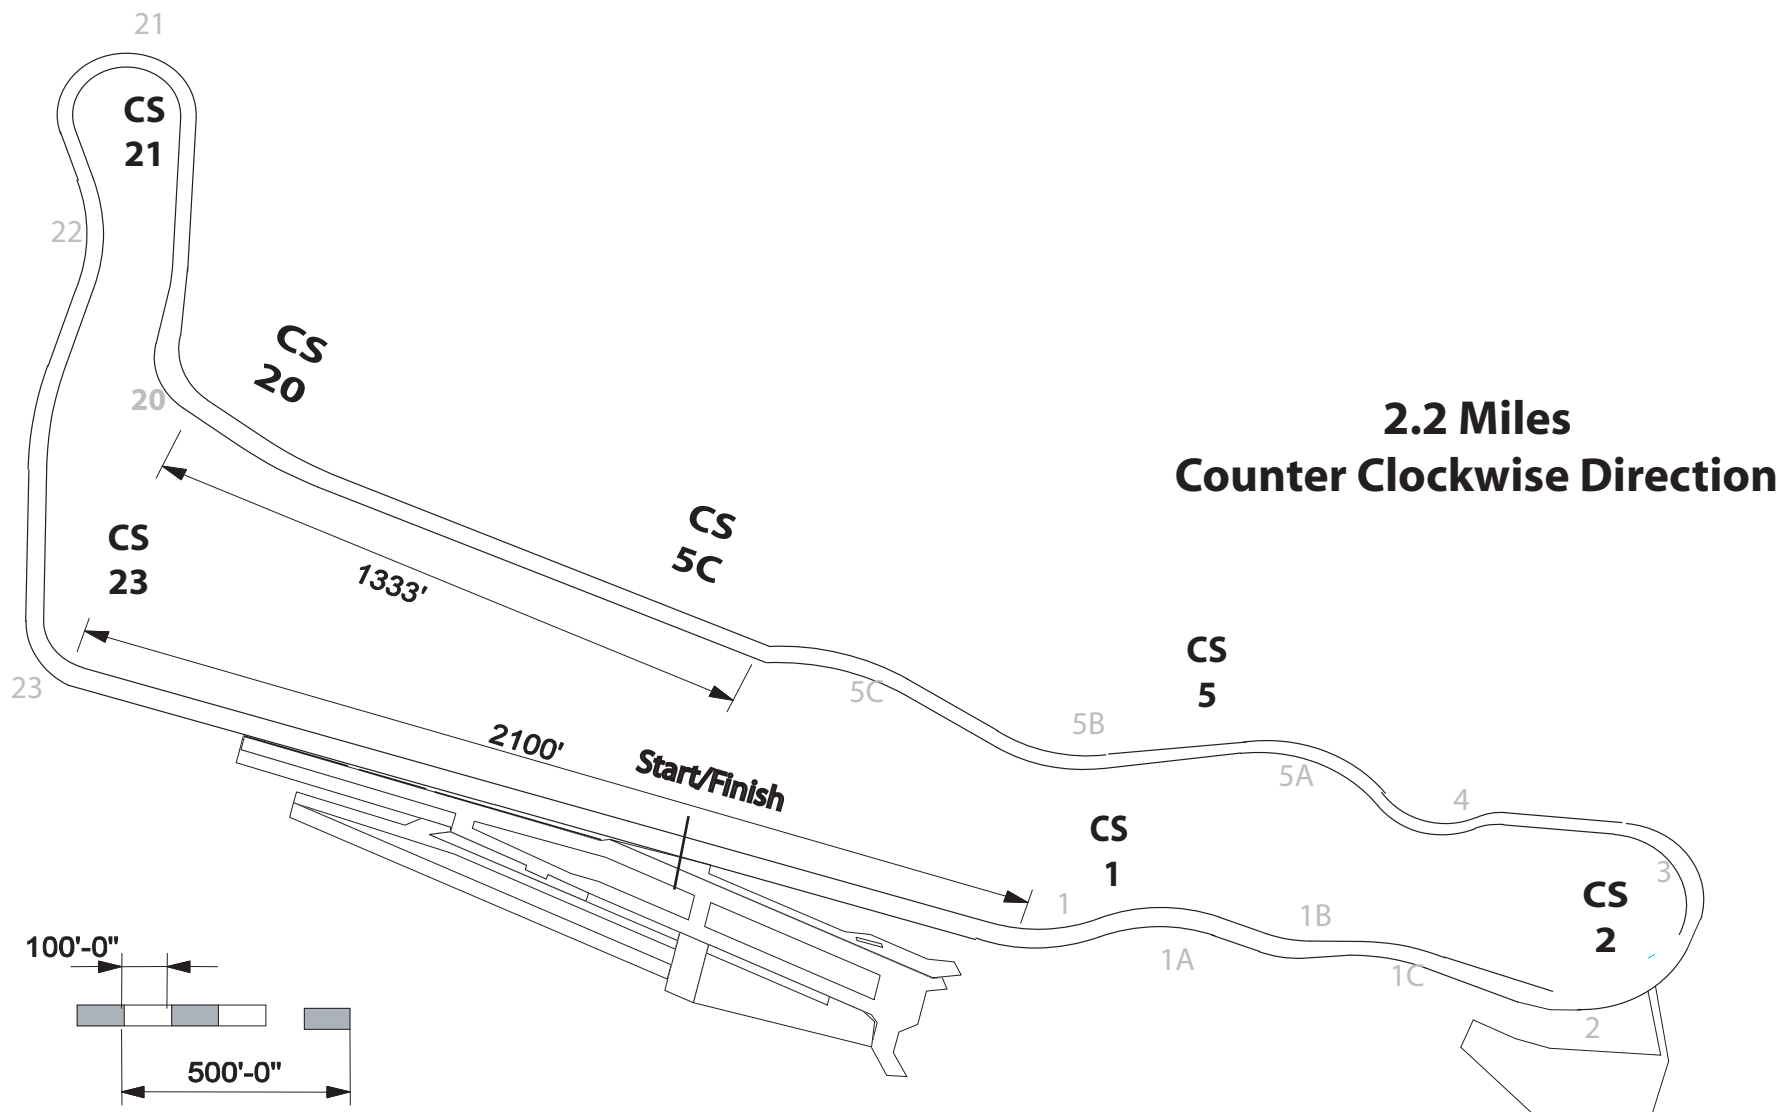 21
CS
21
22
CS
20
20
2.2 Miles
Counter Clockwise Direction
CS
5C
CS
23
1333'
CS
5
23
5C
5B
2100'
Start/Finish
5A
4
CS
1
3
CS
2
1
1B
1A
1C
100'-0"
2
500'-0"